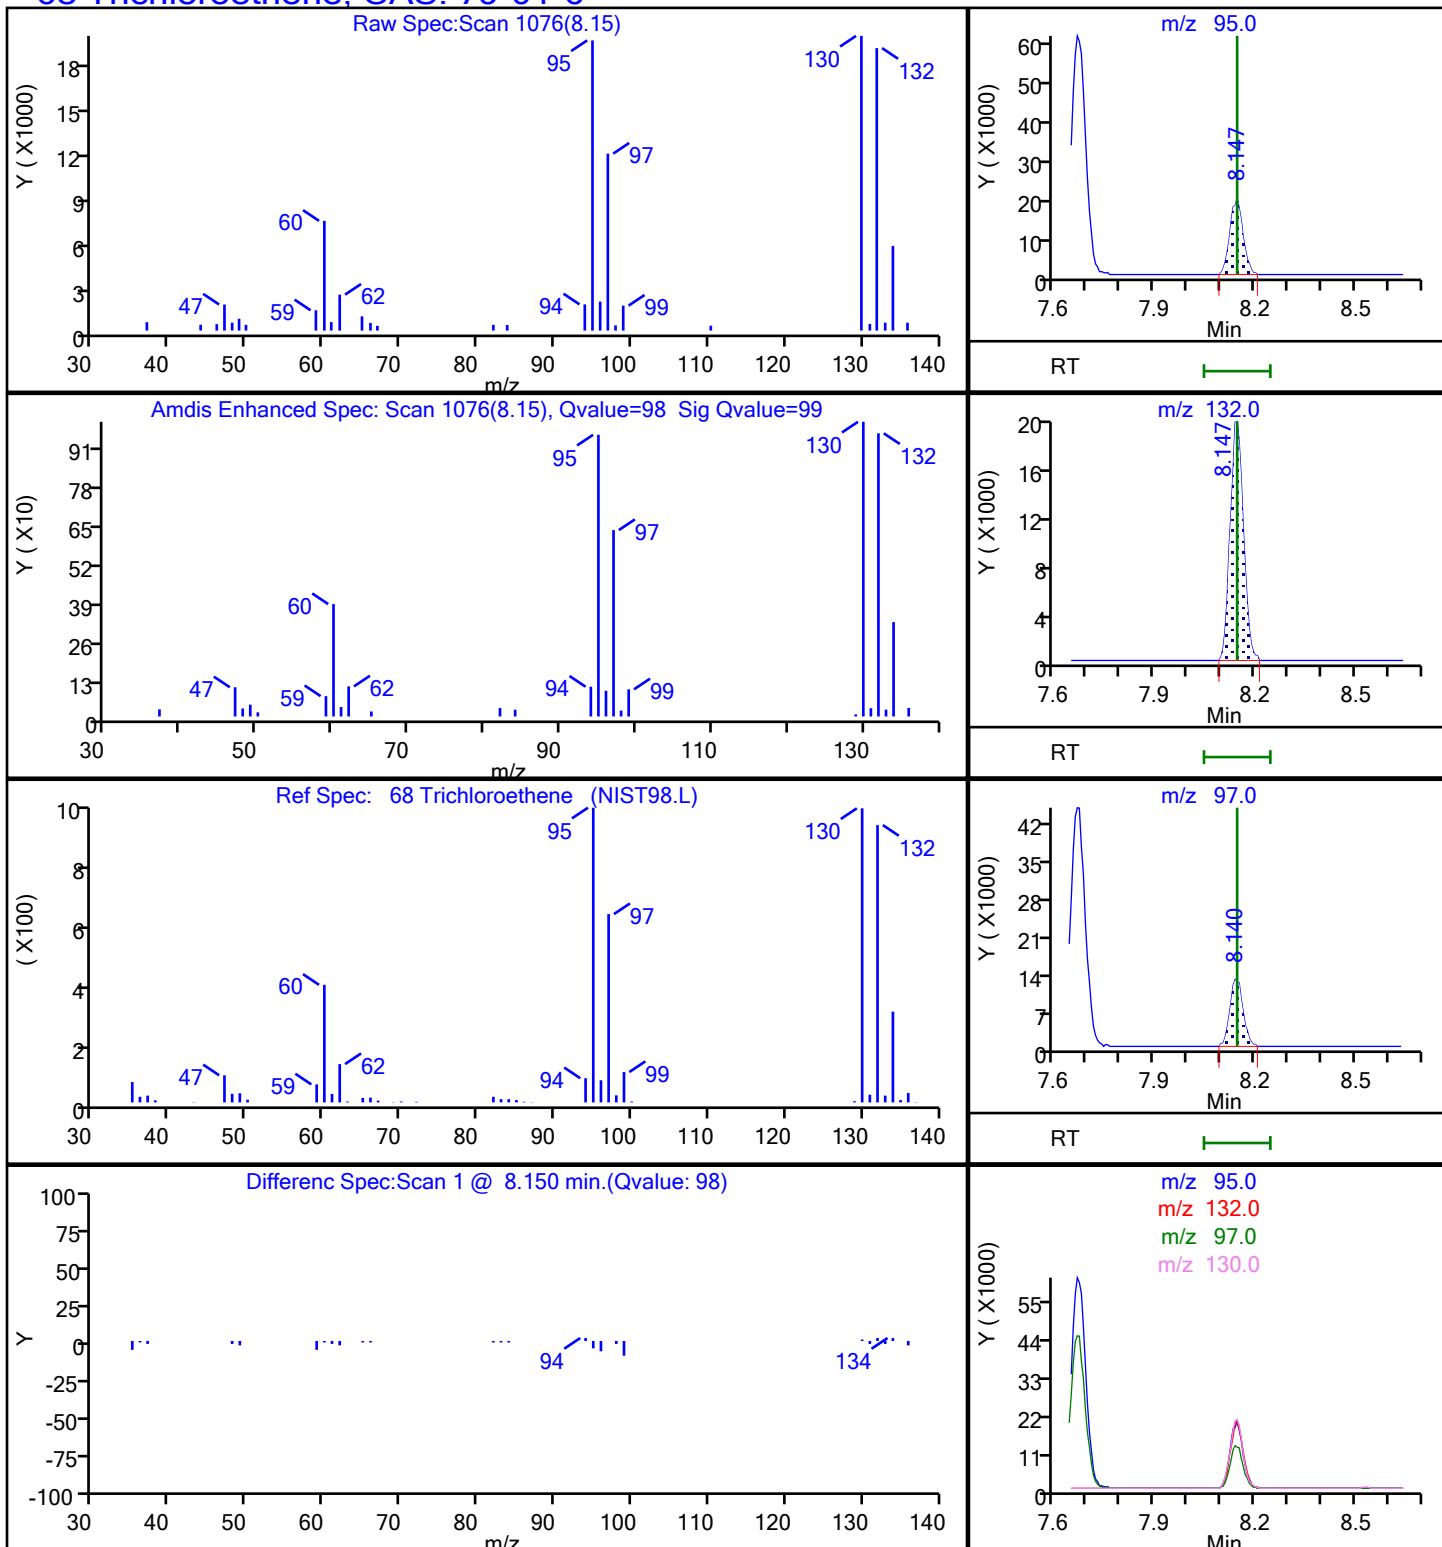 68 Trichloroethene, CAS: 79-01-6
Raw Spec:Scan 1076(8.15)
Y ( X1000)
18
15
12
9
6
3
0
47
59
60
62
94
95
97
99
130
132
30 40 50 60 70 80 90 100 110 120 130 140
m/z
m/z 95.0
Y ( X1000)
60
50
40
30
20
10
0
8.147
7.6 7.9 8.2 8.5
Min
RT
Amdis Enhanced Spec: Scan 1076(8.15), Qvalue=98 Sig Qvalue=99
Y ( X10)
91
78
65
52
39
26
13
0
47
59
60
62
94
95
97
99
130
132
30 50 70 90 110 130
m/z
m/z 132.0
Y ( X1000)
20
16
12
8
4
0
8.147
7.6 7.9 8.2 8.5
Min
RT
Ref Spec: 68 Trichloroethene (NIST98.L)
( X100)
10
8
6
4
2
0
47
59
60
62
94
95
97
99
130
132
30 40 50 60 70 80 90 100 110 120 130 140
m/z 97.0
Y ( X1000)
42
35
28
21
14
7
0
8.140
7.6 7.9 8.2 8.5
Min
RT
Differenc Spec:Scan 1 @ 8.150 min.(Qvalue: 98)
Y
100
75
50
25
0
-25
-50
-75
-100
94
134
30 40 50 60 70 80 90 100 110 120 130 140
m/z
m/z 95.0
m/z 132.0
m/z 97.0
m/z 130.0
Y ( X1000)
55
44
33
22
11
0
7.6 7.9 8.2 8.5
Min